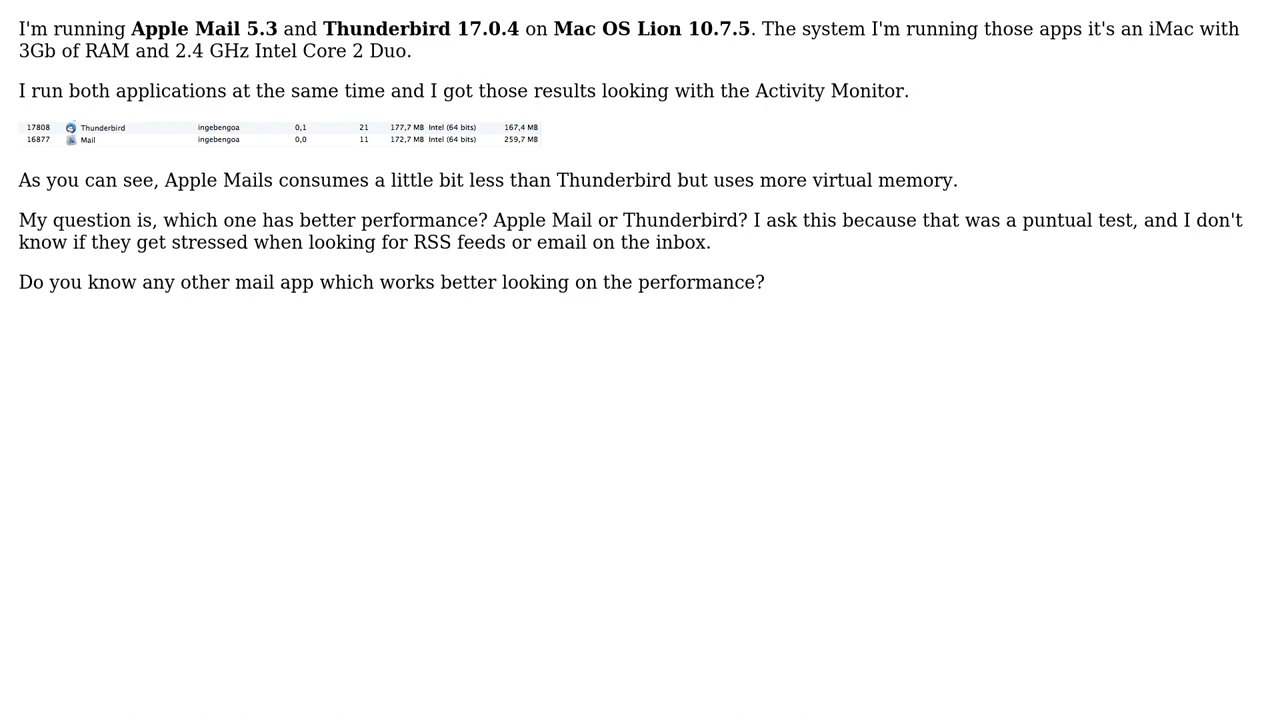 I'm running Apple Mail 5.3 and Thunderbird 17.0.4 on Mac OS Lion 10.7.5. The system I'm running those apps it's an iMac with
3Gb of RAM and 2.4 GHz Intel Core 2 Duo.
I run both applications at the same time and I got those results looking with the Activity Monitor.
17808 Thunderbird ingebengoa 0,1 21 177,7 MB Intel (64 bits) 167,4 MB
16877 Mail ingebengoa 0,0 11 172,7 MB Intel (64 bits) 259,7 MB
As you can see, Apple Mails consumes a little bit less than Thunderbird but uses more virtual memory.
My question is, which one has better performance? Apple Mail or Thunderbird? I ask this because that was a puntual test, and I don't
know if they get stressed when looking for RSS feeds or email on the inbox.
Do you know any other mail app which works better looking on the performance?